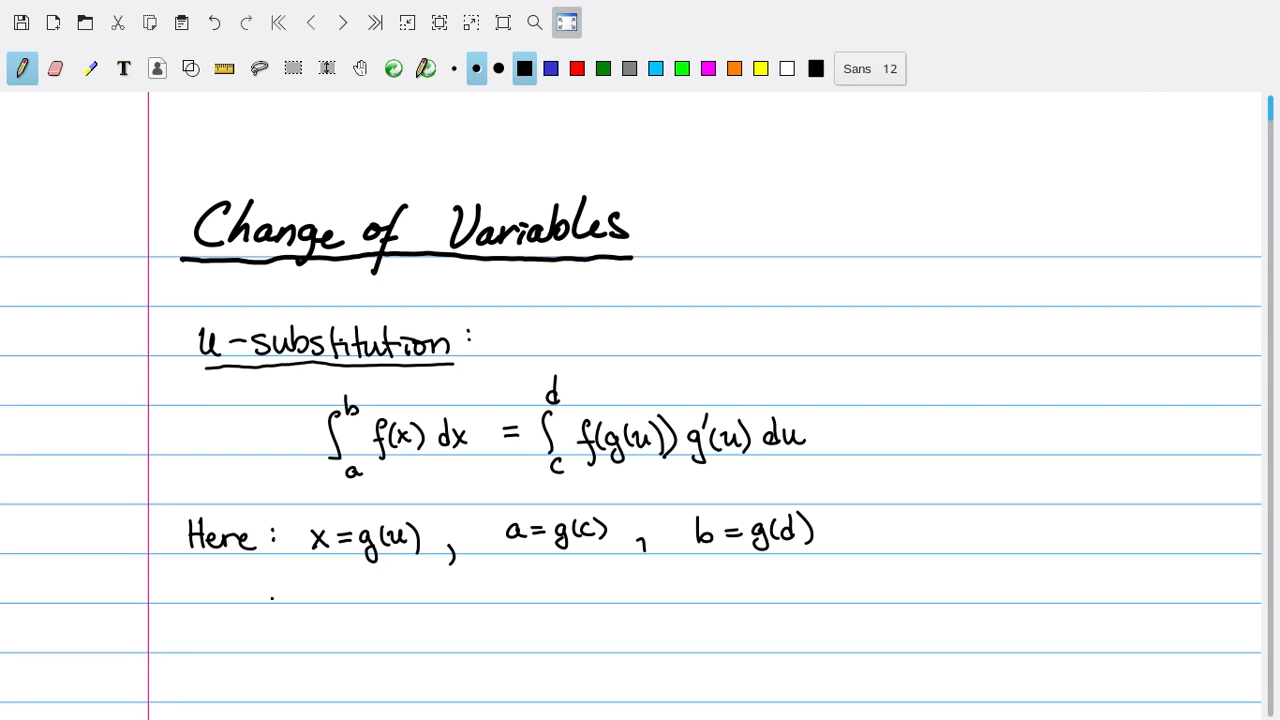 Sans 12
Change of Variables
u-substitution:
∫_a^b f(x) dx = ∫_c^d f(g(u)) g'(u) du
Here: x = g(u), a = g(c), b = g(d)